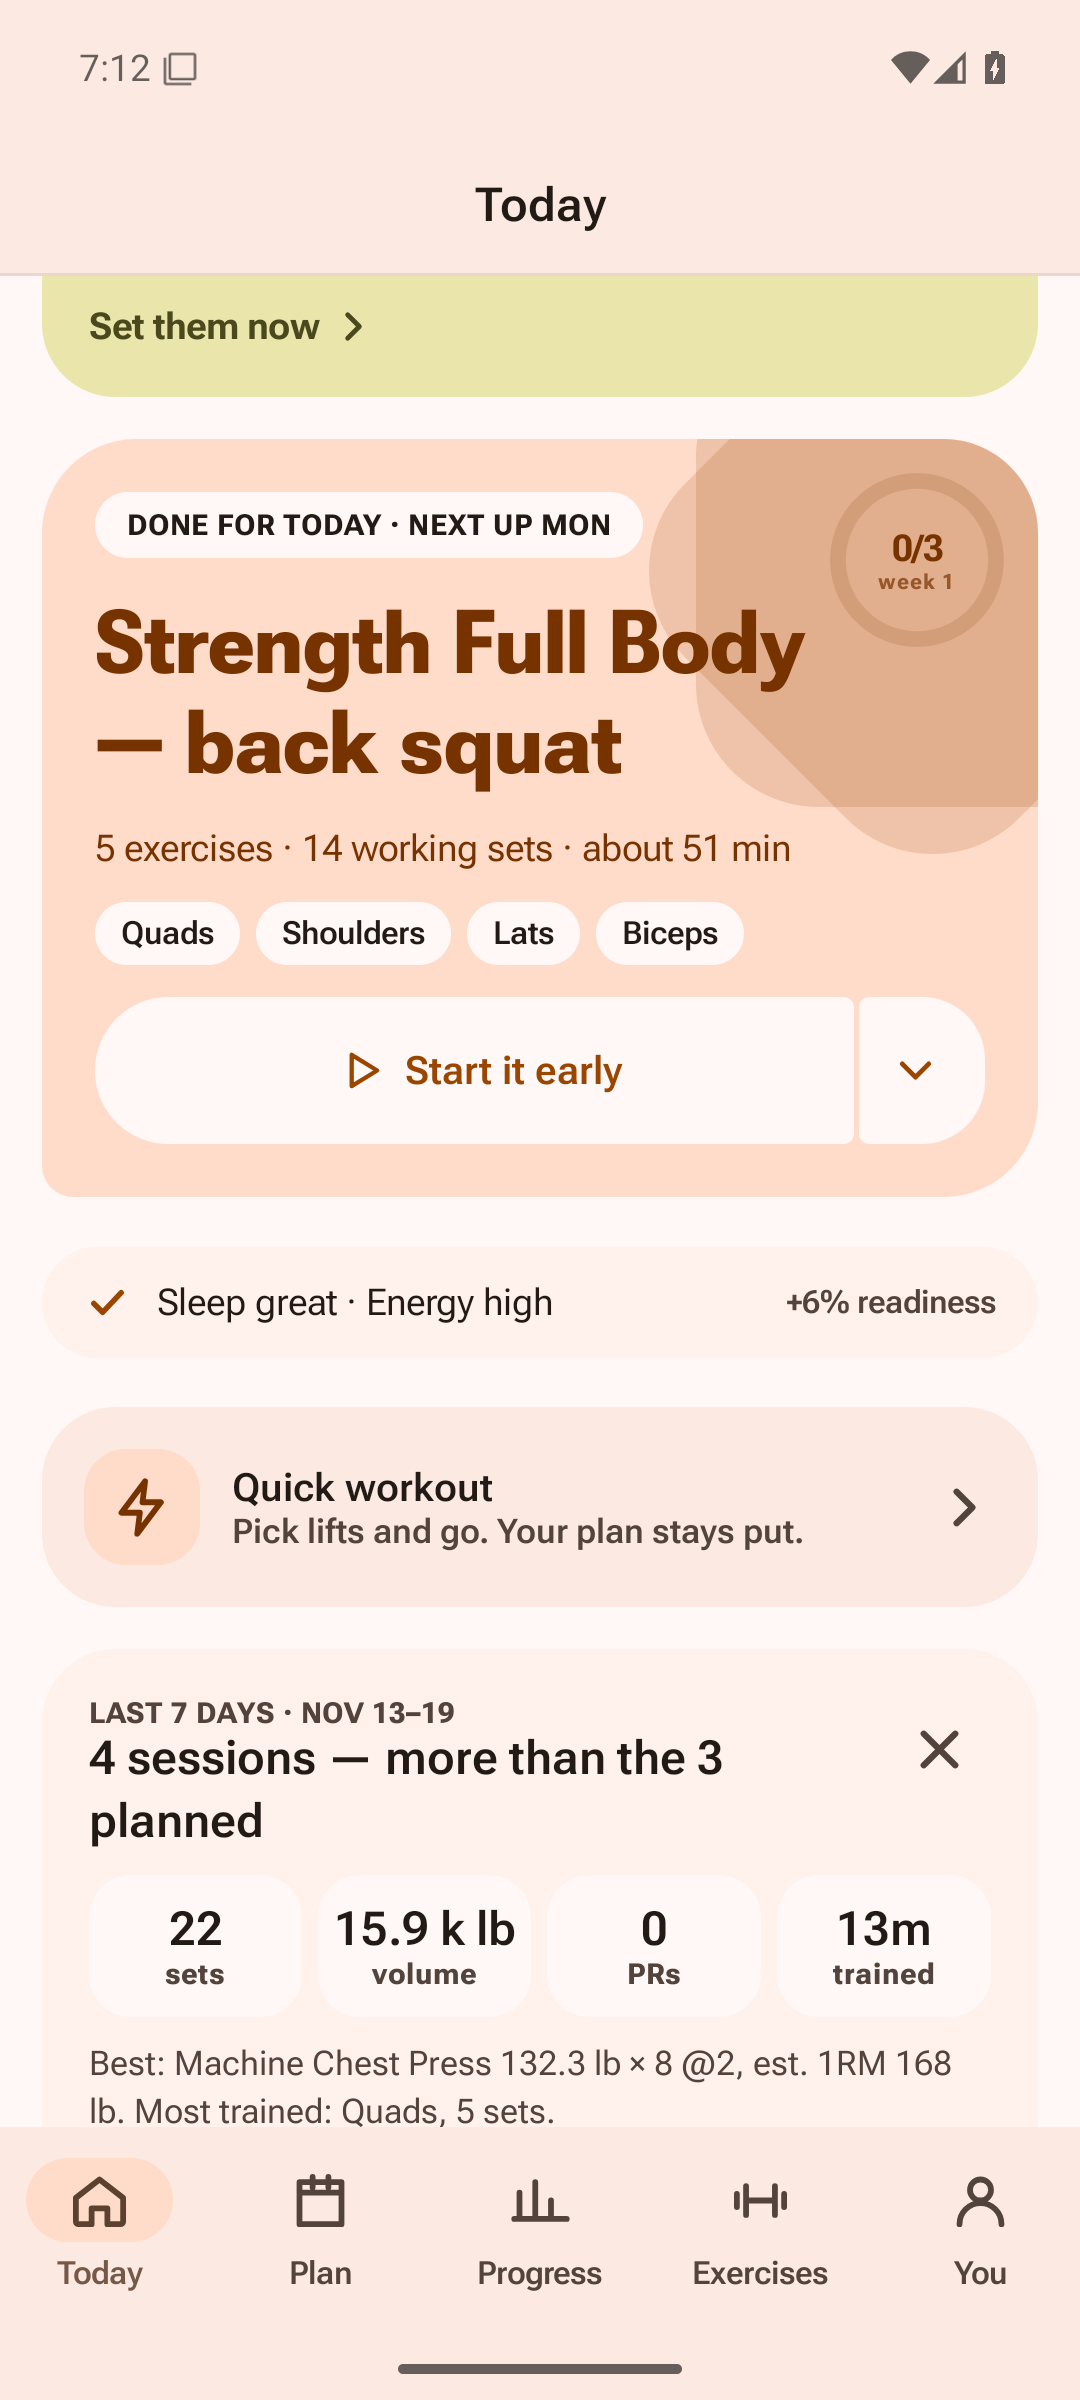 7:12
Today
Set them now
DONE FOR TODAY · NEXT UP MON
0/3
week 1
Strength Full Body
— back squat
5 exercises · 14 working sets · about 51 min
Quads Shoulders Lats Biceps
Start it early
Sleep great · Energy high +6% readiness
Quick workout
Pick lifts and go. Your plan stays put.
LAST 7 DAYS · NOV 13–19
4 sessions — more than the 3
planned
22 15.9 k lb 0 13m
sets volume PRs trained
Best: Machine Chest Press 132.3 lb × 8 @2, est. 1RM 168
lb. Most trained: Quads, 5 sets.
Today Plan Progress Exercises You